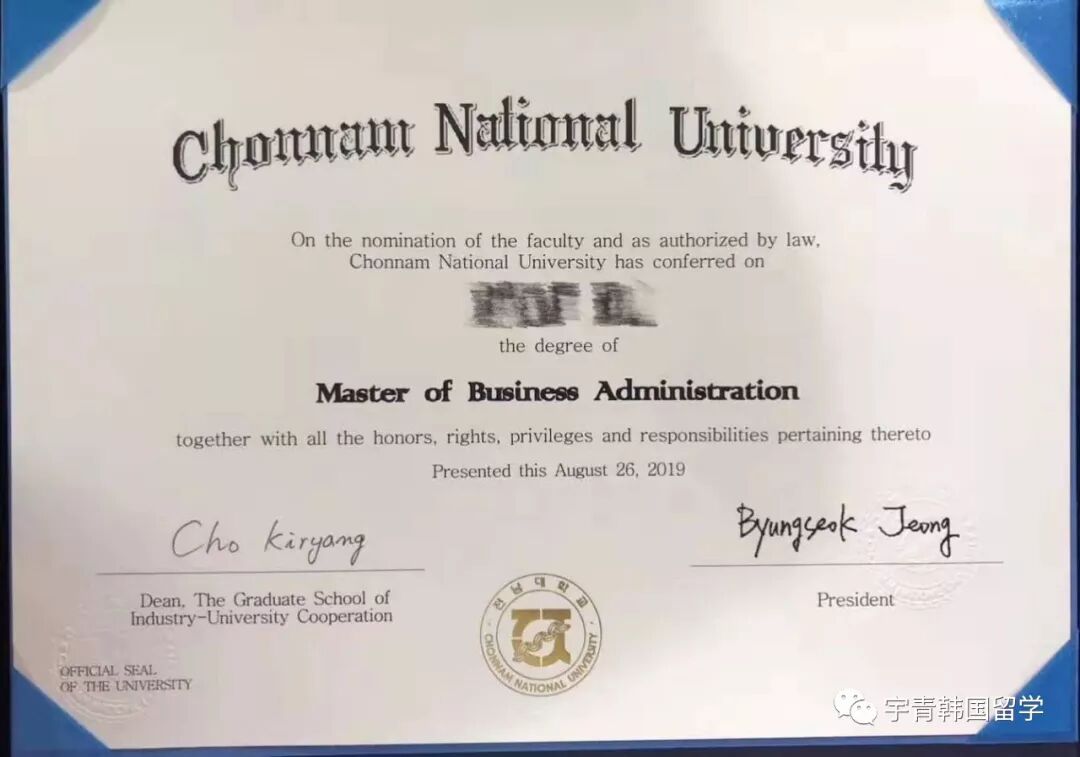 Chonnam National University
On the nomination of the faculty and as authorized by law,
Chonnam National University has conferred on
the degree of
Master of Business Administration
together with all the honors, rights, privileges and responsibilities pertaining thereto
Presented this August 26, 2019
Cho Kiryang
Byungseok Jeong
Dean, The Graduate School of
Industry-University Cooperation
President
전남대학교
CHONNAM NATIONAL UNIVERSITY
OFFICIAL SEAL
OF THE UNIVERSITY
宇青韩国留学